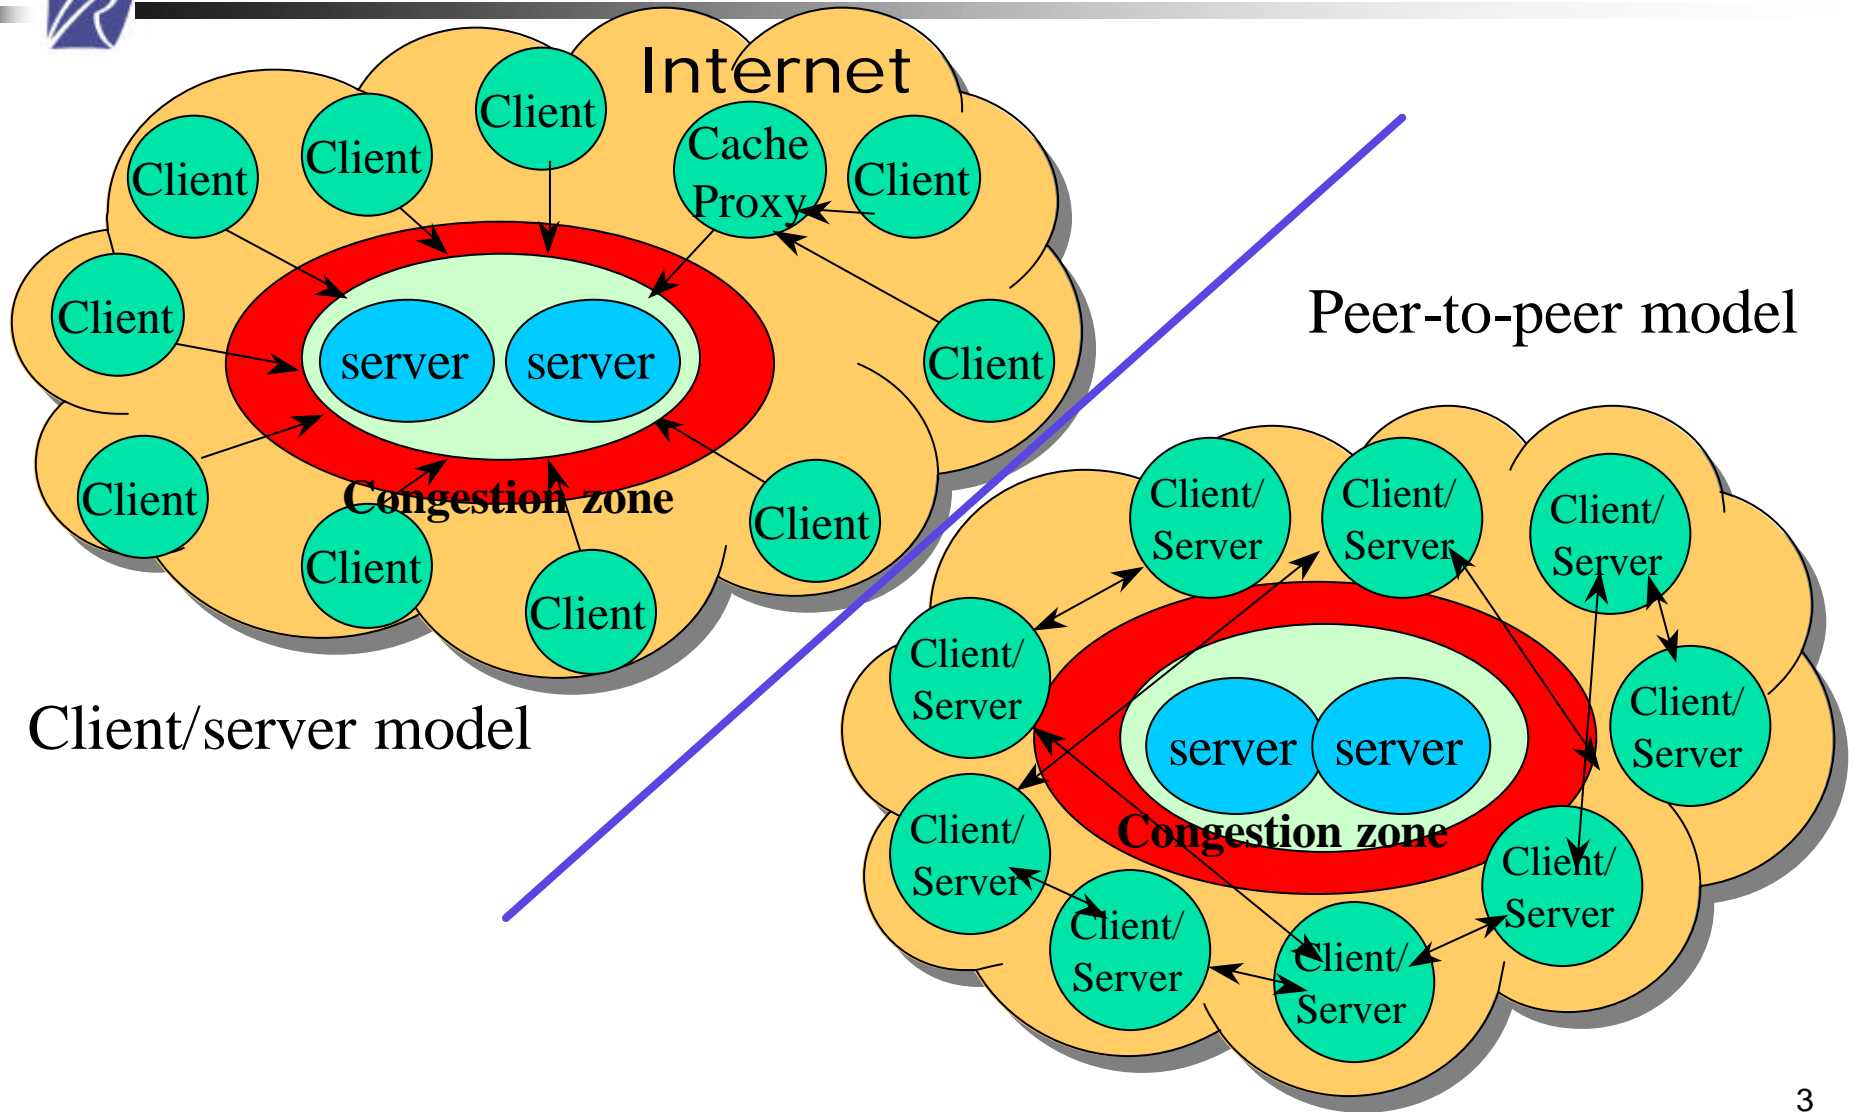 Internet
Client
Client
Client
Cache
Proxy
Client
Client
Client
server
server
Client
Congestion zone
Client
Client
Client
Client/server model
Peer-to-peer model
Client/
Server
Client/
Server
Client/
Server
Client/
Server
Client/
Server
server
server
Client/
Server
Congestion zone
Client/
Server
Client/
Server
Client/
Server
3